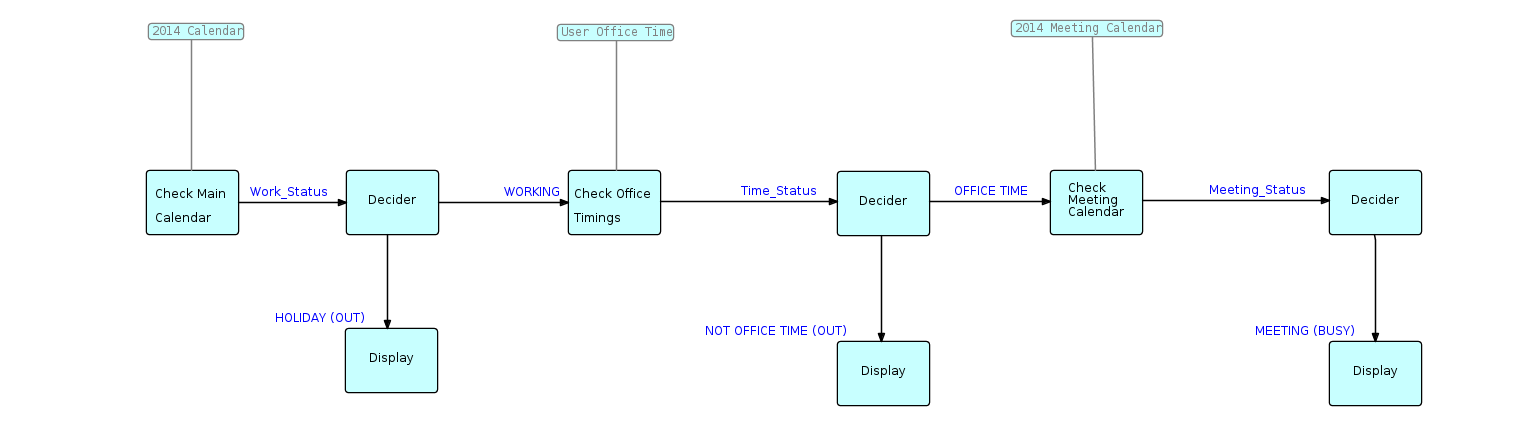 2014 Calendar
User Office Time
2014 Meeting Calendar
Check Main
Calendar
Work_Status
Decider
WORKING
Check Office
Timings
Time_Status
Decider
OFFICE TIME
Check
Meeting
Calendar
Meeting_Status
Decider
HOLIDAY (OUT)
Display
NOT OFFICE TIME (OUT)
Display
MEETING (BUSY)
Display